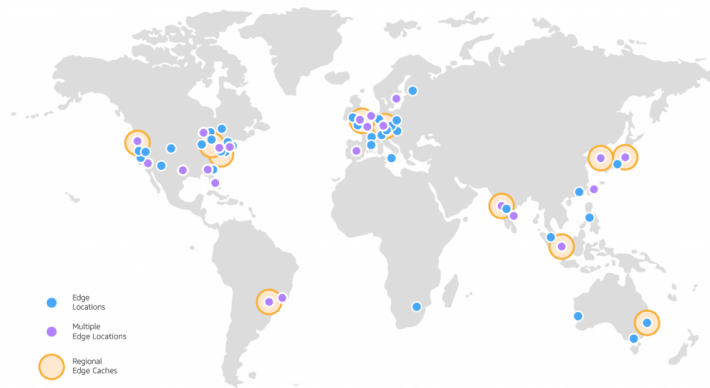 Edge
Locations
Multiple
Edge Locations
Regional
Edge Caches